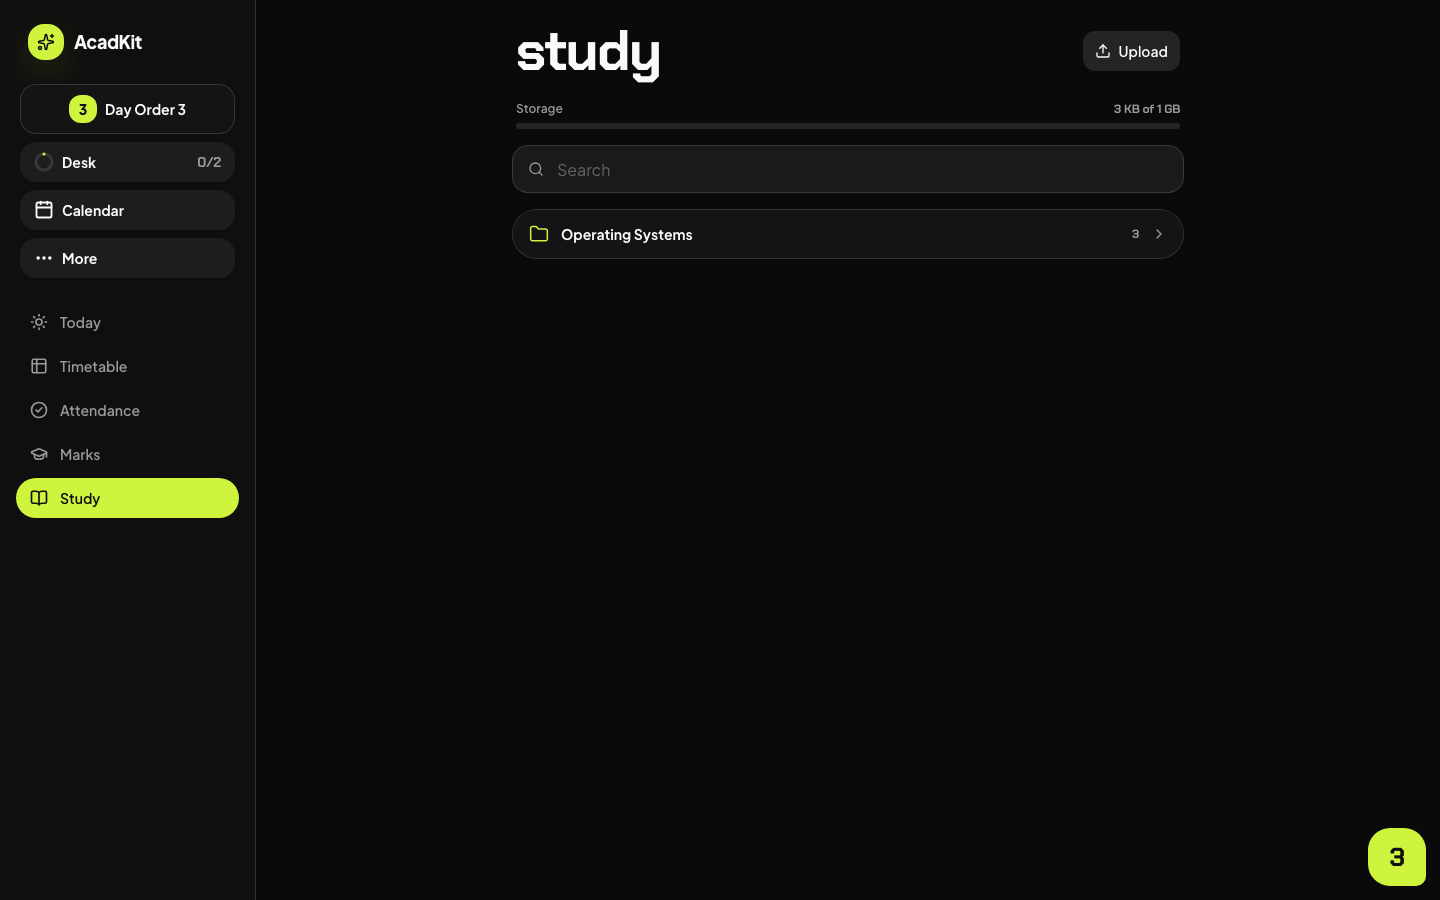 AcadKit
3 Day Order 3
Desk 0/2
Calendar
More
Today
Timetable
Attendance
Marks
Study
study
Upload
Storage 3 KB of 1 GB
Search
Operating Systems 3
3